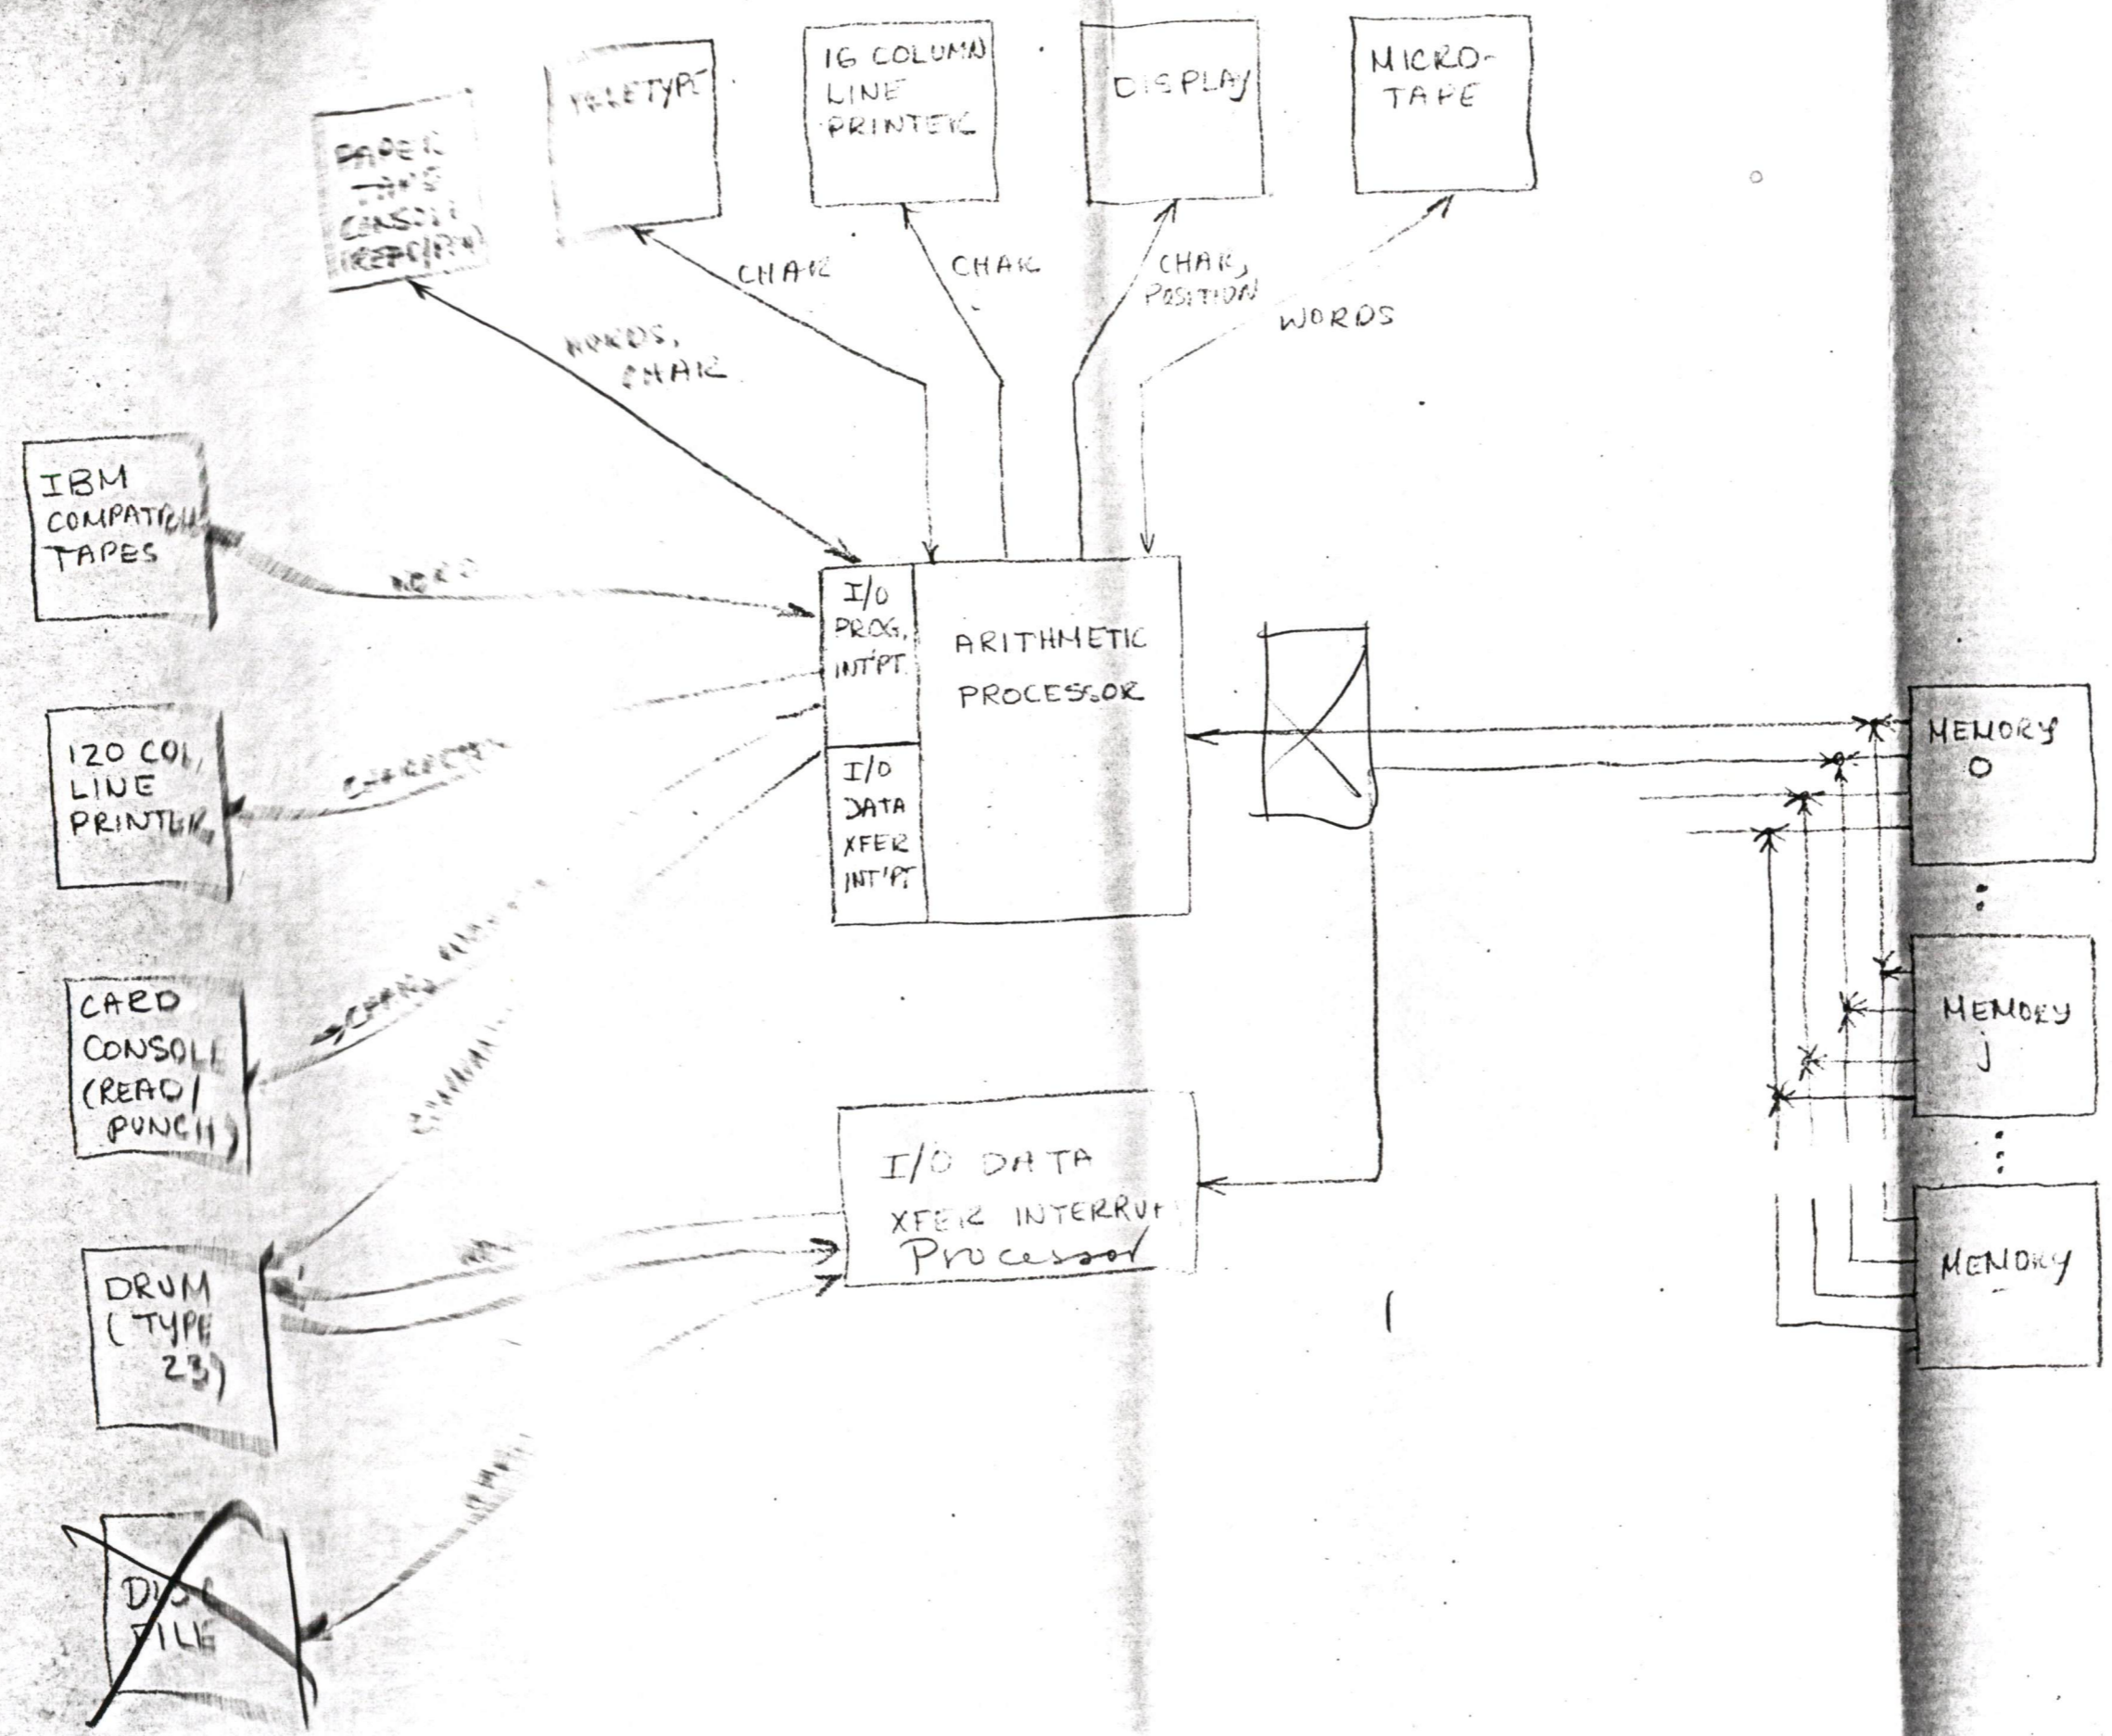 PAPER
TAPE
CONSOLE
TELETYPE
16 COLUMN
LINE
PRINTER
DISPLAY
MICRO-
TAPE
CHAR
CHAR
CHAR,
POSITION
WORDS
WORDS,
CHAR
IBM
COMPATIBLE
TAPES
I/O
PROG.
INT'PT.
ARITHMETIC
PROCESSOR
I/O
DATA
XFER
INT'PT
120 COL,
LINE
PRINTER
MEMORY
0
CARD
CONSOLE
(READ/
PUNCH)
CHAR,
MEMORY
j
I/O DATA
XFER INTERRUPT
Processor
DRUM
(TYPE
23)
MEMORY
DISC
FILE